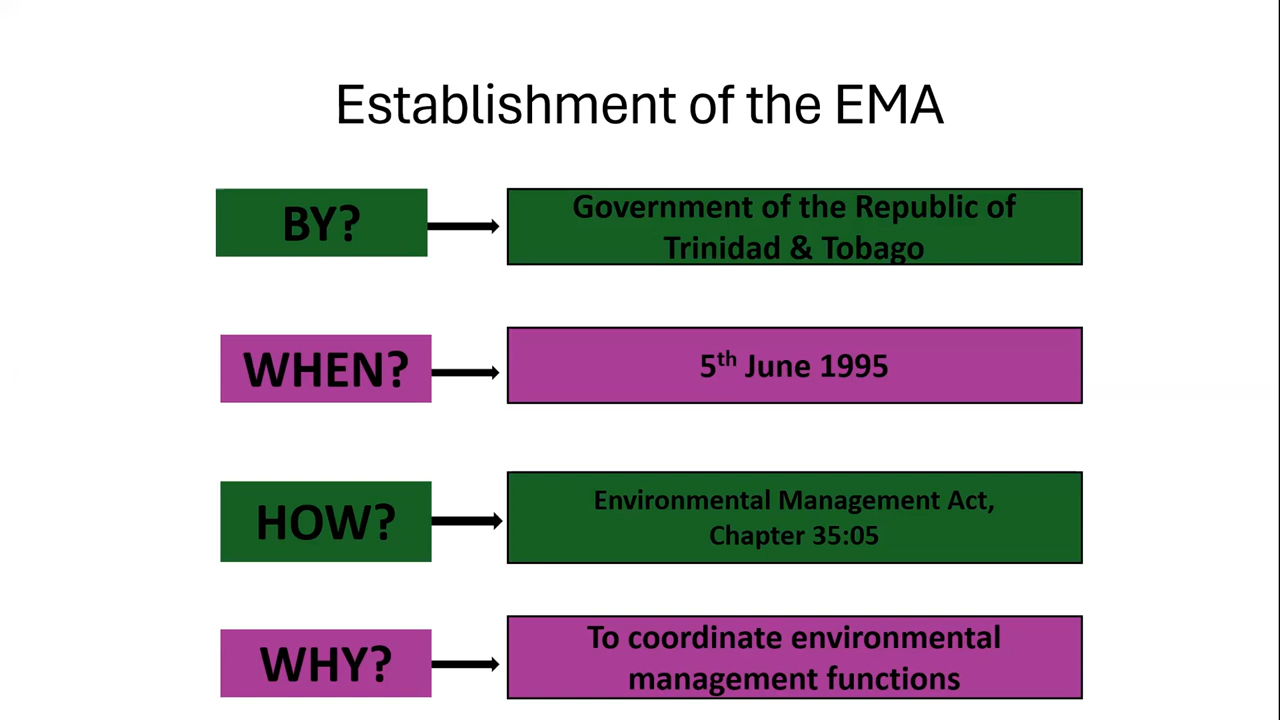 Establishment of the EMA
BY?
Government of the Republic of
Trinidad & Tobago
WHEN?
5th June 1995
HOW?
Environmental Management Act,
Chapter 35:05
WHY?
To coordinate environmental
management functions